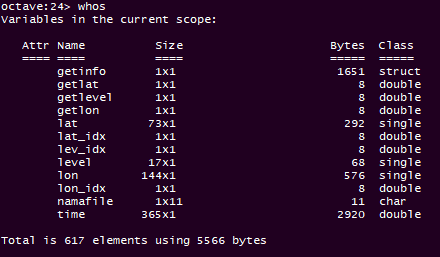 octave:24> whos
Variables in the current scope:
Attr Name Size Bytes Class
==== ==== ==== ===== =====
getinfo 1x1 1651 struct
getlat 1x1 8 double
getlevel 1x1 8 double
getlon 1x1 8 double
lat 73x1 292 single
lat_idx 1x1 8 double
lev_idx 1x1 8 double
level 17x1 68 single
lon 144x1 576 single
lon_idx 1x1 8 double
namafile 1x11 11 char
time 365x1 2920 double
Total is 617 elements using 5566 bytes